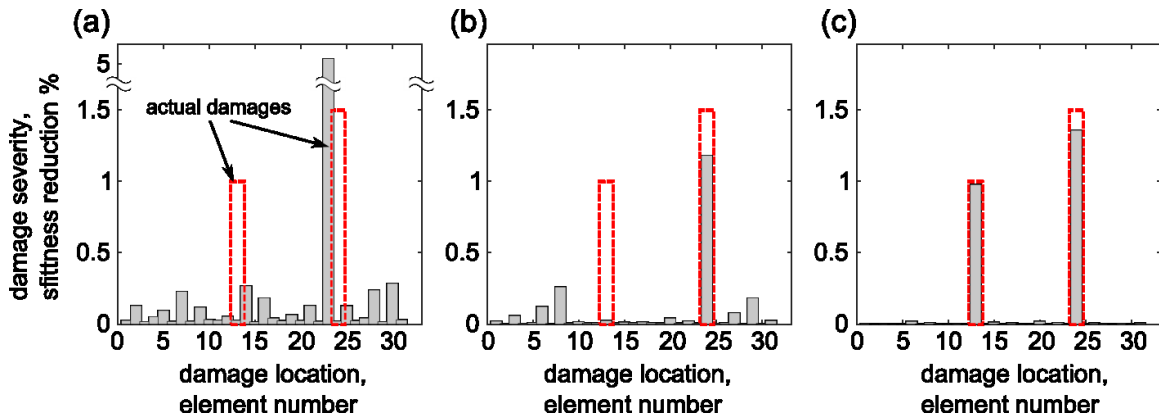 (a)
(b)
(c)
damage severity,
sfittness reduction %
5
1.5
1
0.5
0
actual damages
0 5 10 15 20 25 30
damage location,
element number
1.5
1
0.5
0
0 5 10 15 20 25 30
damage location,
element number
1.5
1
0.5
0
0 5 10 15 20 25 30
damage location,
element number